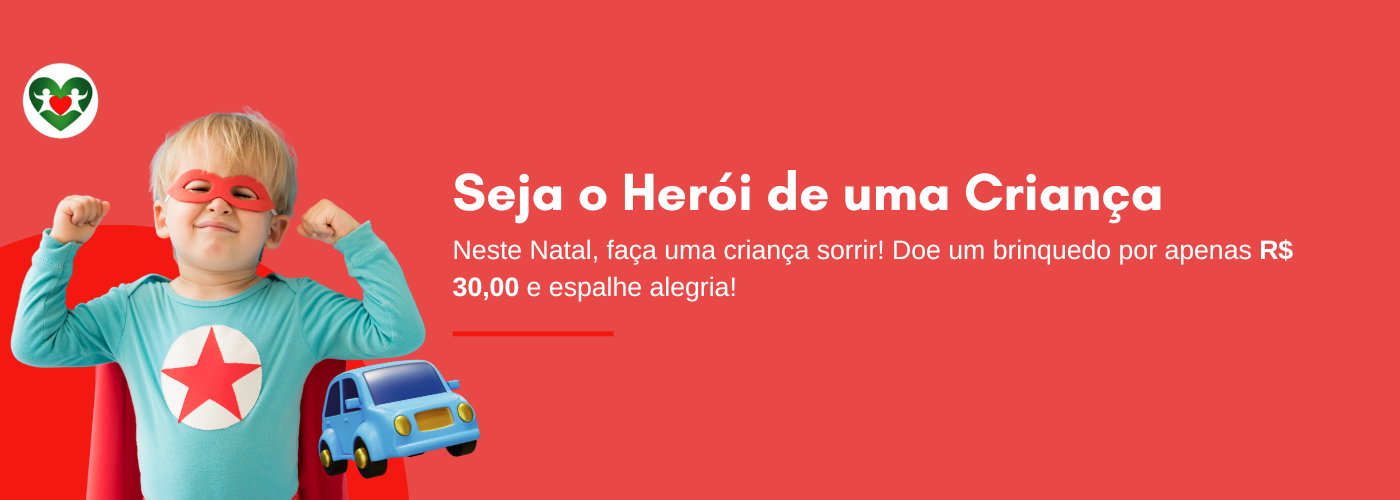 Seja o Herói de uma Criança
Neste Natal, faça uma criança sorrir! Doe um brinquedo por apenas R$
30,00 e espalhe alegria!